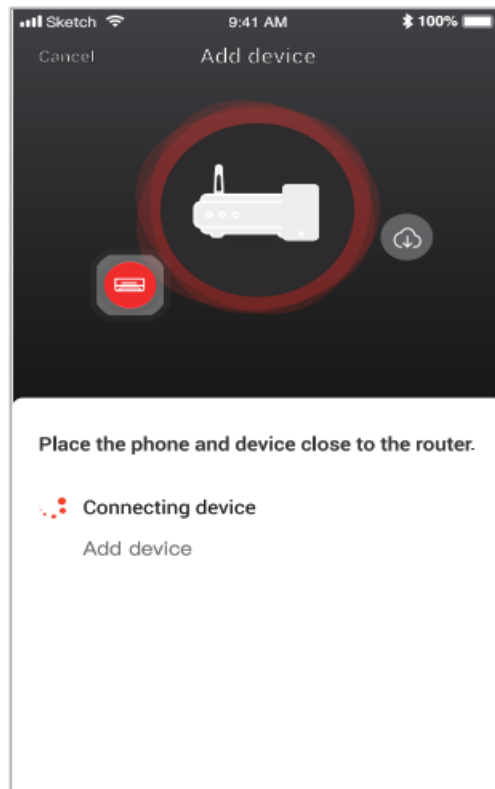 Sketch 9:41 AM 100%
Cancel Add device
Place the phone and device close to the router.
Connecting device
Add device